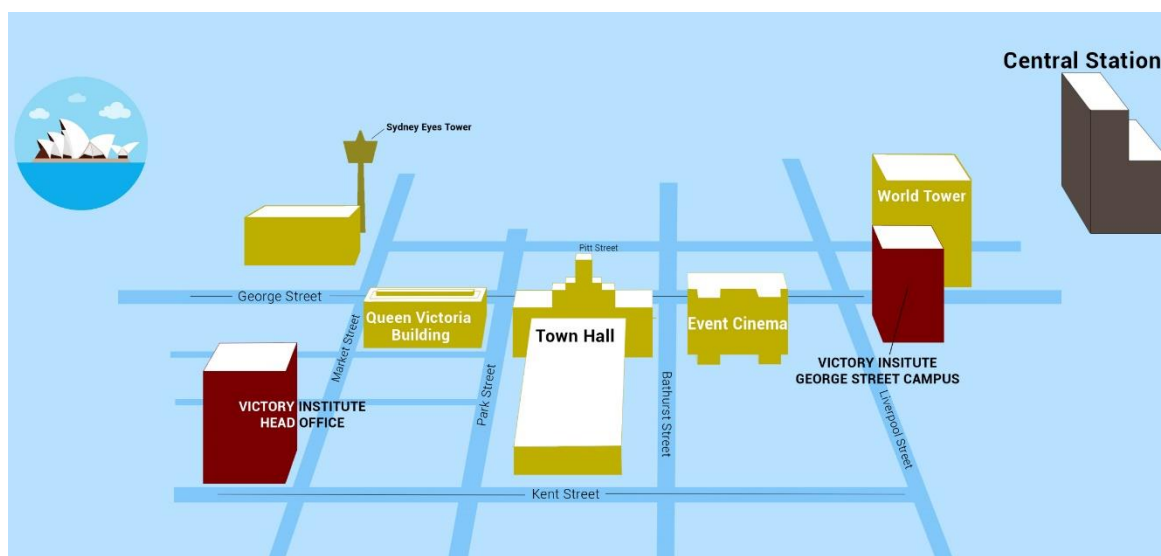 Central Station
Sydney Eyes Tower
World Tower
Pitt Street
George Street
Queen Victoria
Building
Town Hall
Event Cinema
Market Street
Park Street
Bathurst Street
Liverpool Street
VICTORY INSITUTE
GEORGE STREET CAMPUS
VICTORY INSTITUTE
HEAD OFFICE
Kent Street